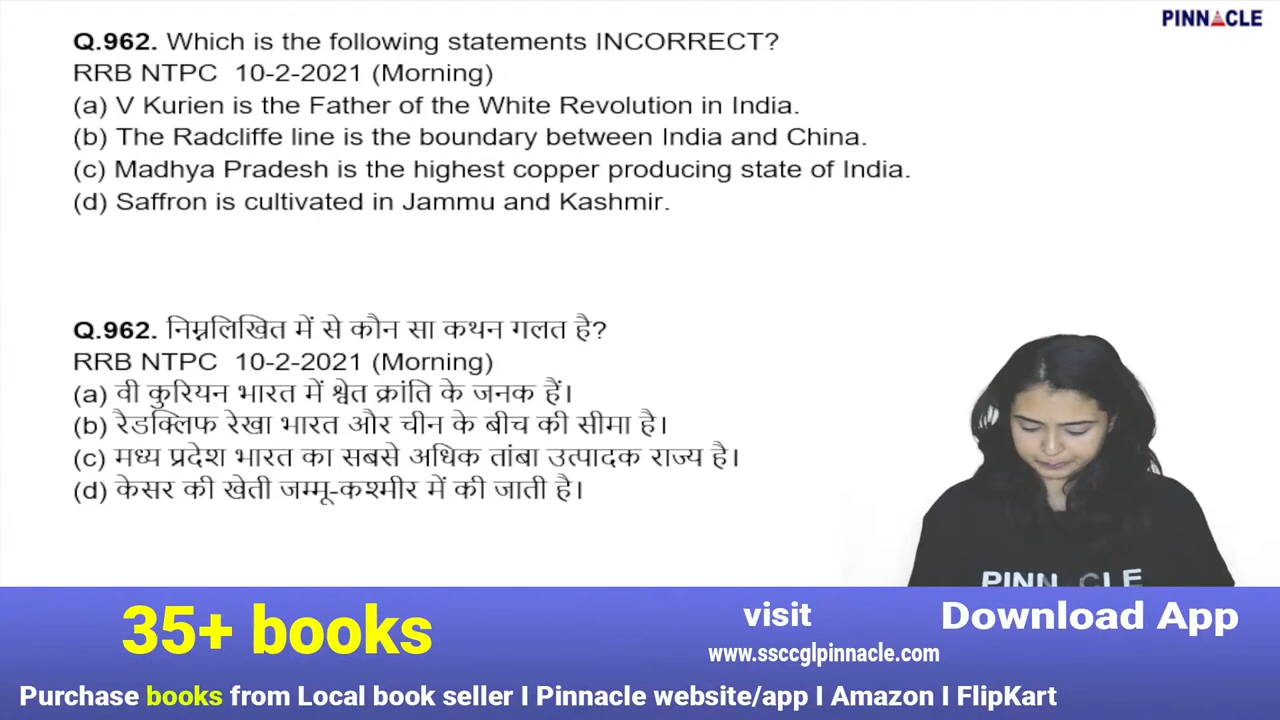 PINNACLE
Q.962. Which is the following statements INCORRECT?
RRB NTPC 10-2-2021 (Morning)
(a) V Kurien is the Father of the White Revolution in India.
(b) The Radcliffe line is the boundary between India and China.
(c) Madhya Pradesh is the highest copper producing state of India.
(d) Saffron is cultivated in Jammu and Kashmir.
Q.962. निम्नलिखित में से कौन सा कथन गलत है?
RRB NTPC 10-2-2021 (Morning)
(a) वी कुरियन भारत में श्वेत क्रांति के जनक हैं।
(b) रैडक्लिफ रेखा भारत और चीन के बीच की सीमा है।
(c) मध्य प्रदेश भारत का सबसे अधिक तांबा उत्पादक राज्य है।
(d) केसर की खेती जम्मू-कश्मीर में की जाती है।
PINNACLE
35+ books
visit
www.ssccglpinnacle.com
Download App
Purchase books from Local book seller I Pinnacle website/app I Amazon I FlipKart